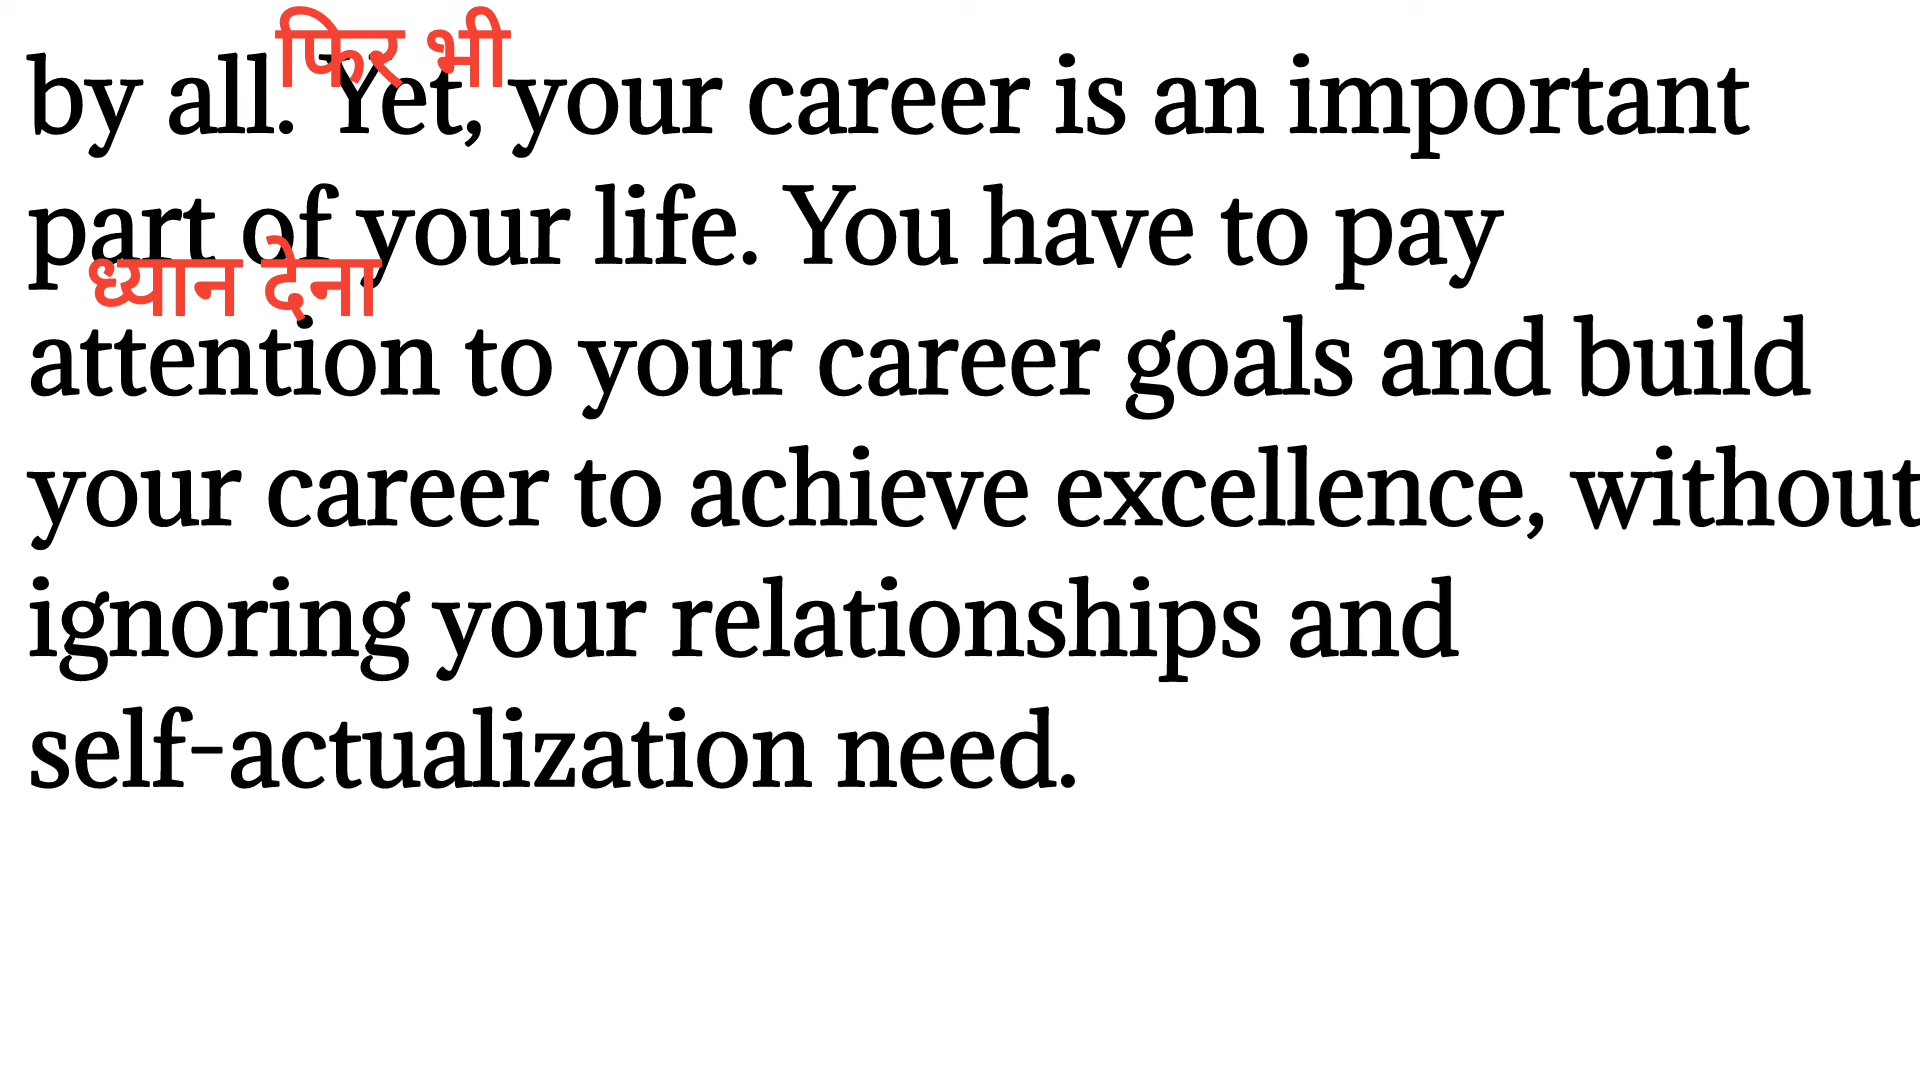 फिर भी
by all. Yet, your career is an important
part of your life. You have to pay
ध्यान देना
attention to your career goals and build
your career to achieve excellence, without
ignoring your relationships and
self-actualization need.